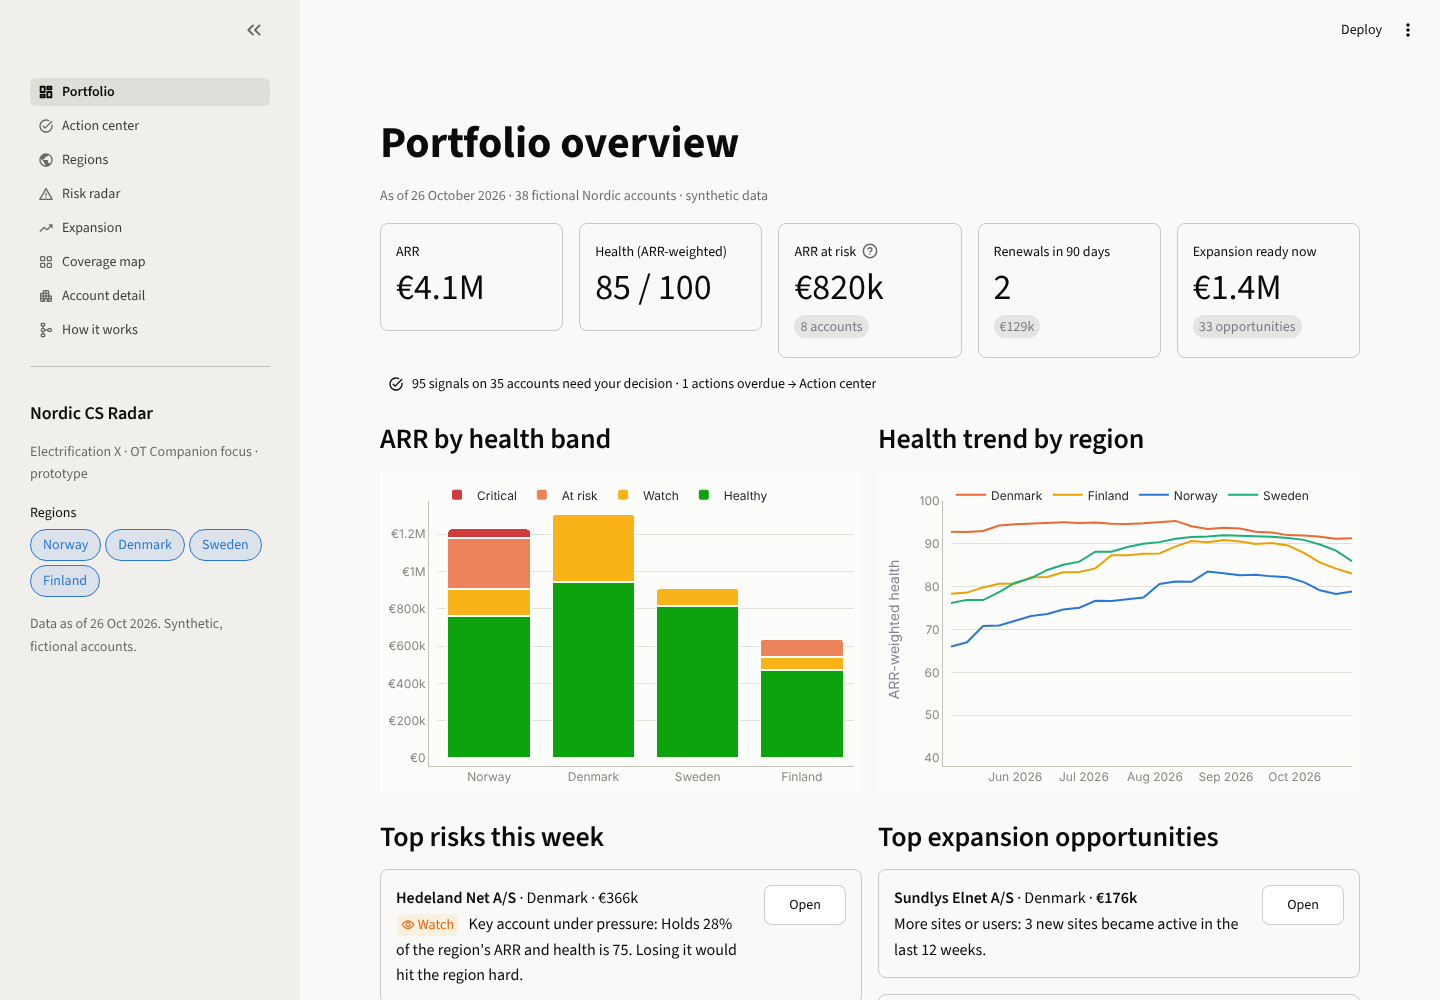 Deploy
Portfolio
Action center
Regions
Risk radar
Expansion
Coverage map
Account detail
How it works
Nordic CS Radar
Electrification X · OT Companion focus ·
prototype
Regions
Norway
Denmark
Sweden
Finland
Data as of 26 Oct 2026. Synthetic,
fictional accounts.
Portfolio overview
As of 26 October 2026 · 38 fictional Nordic accounts · synthetic data
ARR
€4.1M
Health (ARR-weighted)
85 / 100
ARR at risk
€820k
8 accounts
Renewals in 90 days
2
€129k
Expansion ready now
€1.4M
33 opportunities
95 signals on 35 accounts need your decision · 1 actions overdue → Action center
ARR by health band
Critical At risk Watch Healthy
€1.2M
€1M
€800k
€600k
€400k
€200k
€0
Norway Denmark Sweden Finland
Health trend by region
Denmark Finland Norway Sweden
ARR-weighted health
100
90
80
70
60
50
40
Jun 2026 Jul 2026 Aug 2026 Sep 2026 Oct 2026
Top risks this week
Hedeland Net A/S · Denmark · €366k
Watch Key account under pressure: Holds 28%
of the region's ARR and health is 75. Losing it would
hit the region hard.
Open
Top expansion opportunities
Sundlys Elnet A/S · Denmark · €176k
More sites or users: 3 new sites became active in the
last 12 weeks.
Open